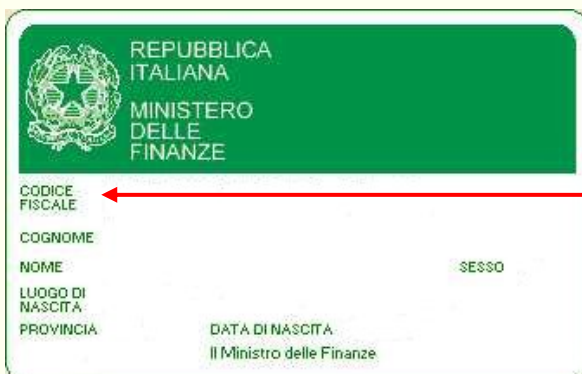 REPUBBLICA
ITALIANA
MINISTERO
DELLE
FINANZE
CODICE
FISCALE
COGNOME
NOME SESSO
LUOGO DI
NASCITA
PROVINCIA DATA DI NASCITA
Il Ministro delle Finanze